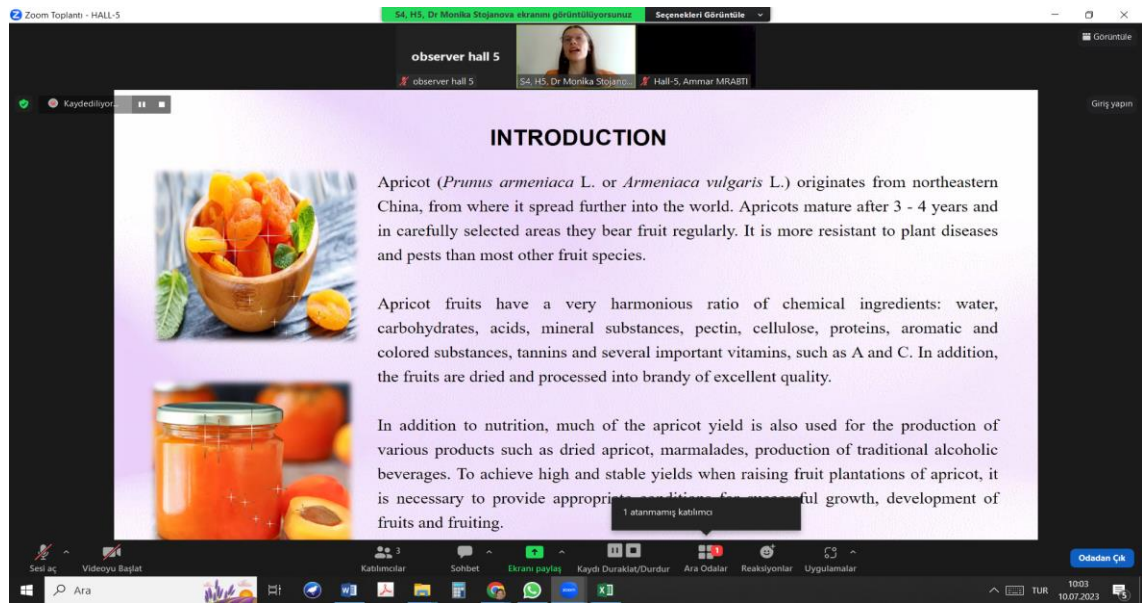 Zoom Toplantı - HALL-5
S4, H5, Dr Monika Stojanova ekranını görüntülüyorsunuz
Seçenekleri Görüntüle
Görüntüle
observer hall 5
observer hall 5
S4, H5, Dr Monika Stojano...
Hall-5, Ammar MRABTI
Kaydediliyor...
Giriş yapın
INTRODUCTION
Apricot (Prunus armeniaca L. or Armeniaca vulgaris L.) originates from northeastern
China, from where it spread further into the world. Apricots mature after 3 - 4 years and
in carefully selected areas they bear fruit regularly. It is more resistant to plant diseases
and pests than most other fruit species.
Apricot fruits have a very harmonious ratio of chemical ingredients: water,
carbohydrates, acids, mineral substances, pectin, cellulose, proteins, aromatic and
colored substances, tannins and several important vitamins, such as A and C. In addition,
the fruits are dried and processed into brandy of excellent quality.
In addition to nutrition, much of the apricot yield is also used for the production of
various products such as dried apricot, marmalades, production of traditional alcoholic
beverages. To achieve high and stable yields when raising fruit plantations of apricot, it
is necessary to provide growth, development of
fruits and fruiting.
1 atanmamış katılımcı
Sesi aç
Videoyu Başlat
3
Katılımcılar
Sohbet
Ekranı paylaş
Kaydı Duraklat/Durdur
1
Ara Odalar
Reaksiyonlar
Uygulamalar
Odadan Çık
Ara
TUR
10:03
10.07.2023
5